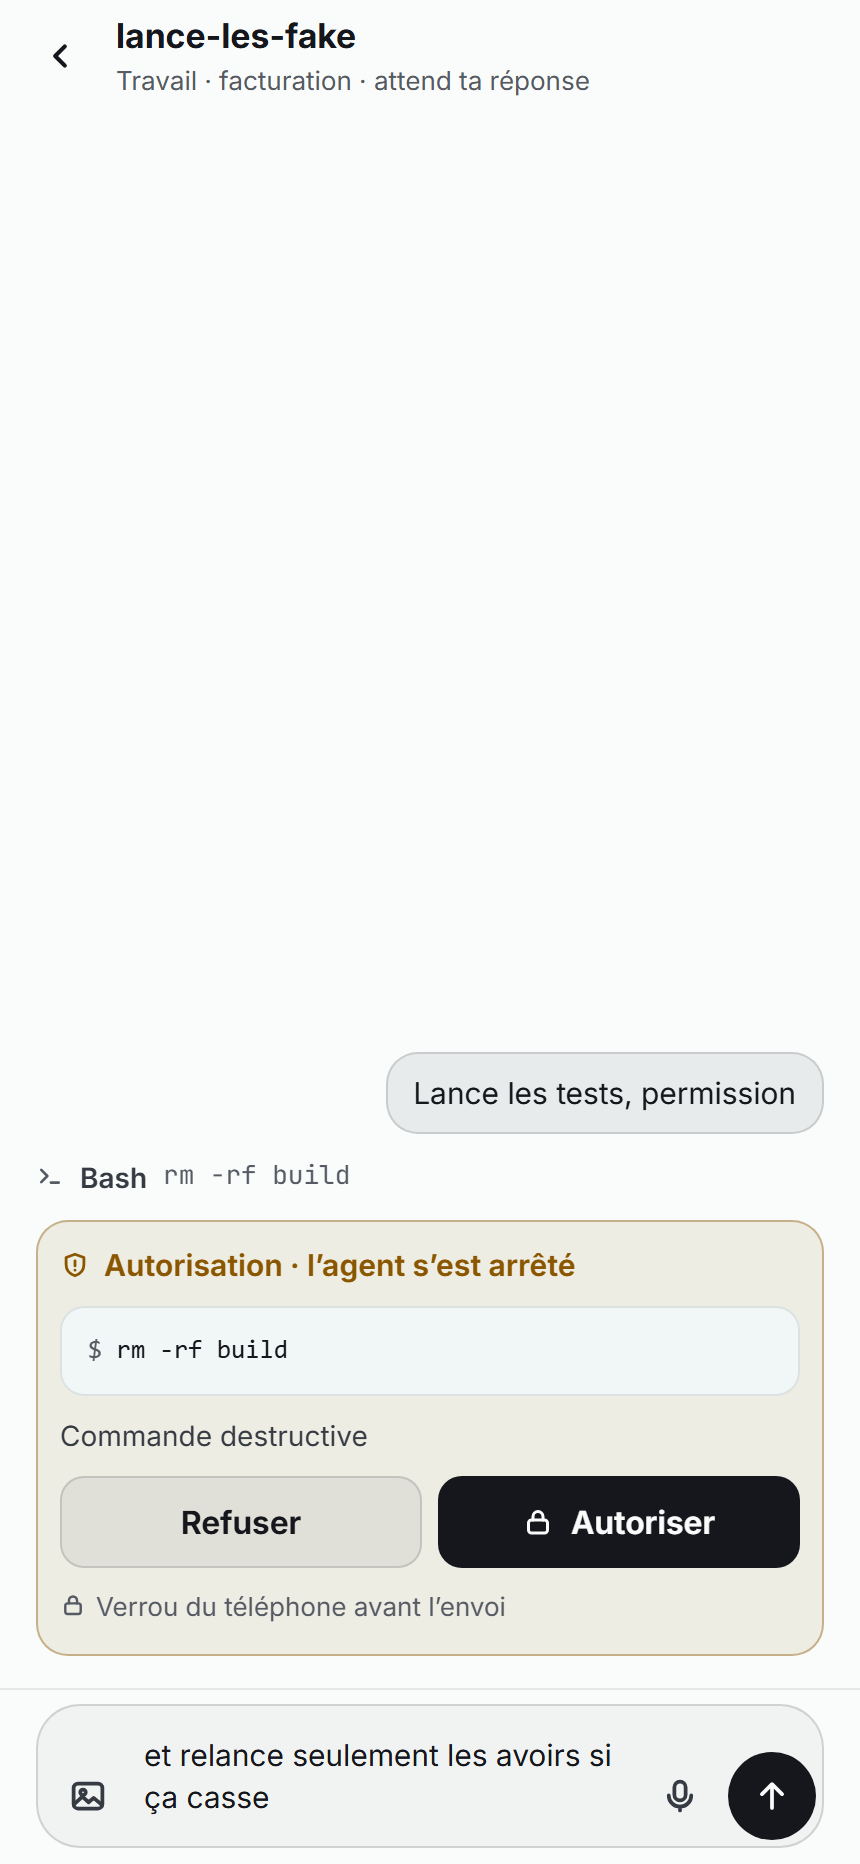 lance-les-fake
Travail · facturation · attend ta réponse
Lance les tests, permission
Bash rm -rf build
Autorisation · l’agent s’est arrêté
$ rm -rf build
Commande destructive
Refuser
Autoriser
Verrou du téléphone avant l’envoi
et relance seulement les avoirs si
ça casse